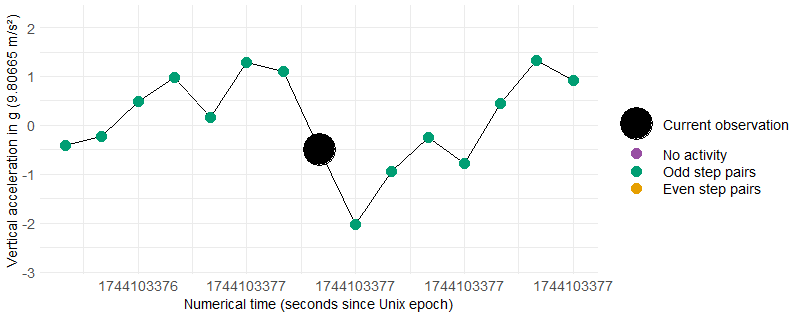 Vertical acceleration in g (9.80665 m/s²)
2
1
0
-1
-2
-3
1744103376 1744103377 1744103377 1744103377 1744103377
Numerical time (seconds since Unix epoch)
Current observation
No activity
Odd step pairs
Even step pairs